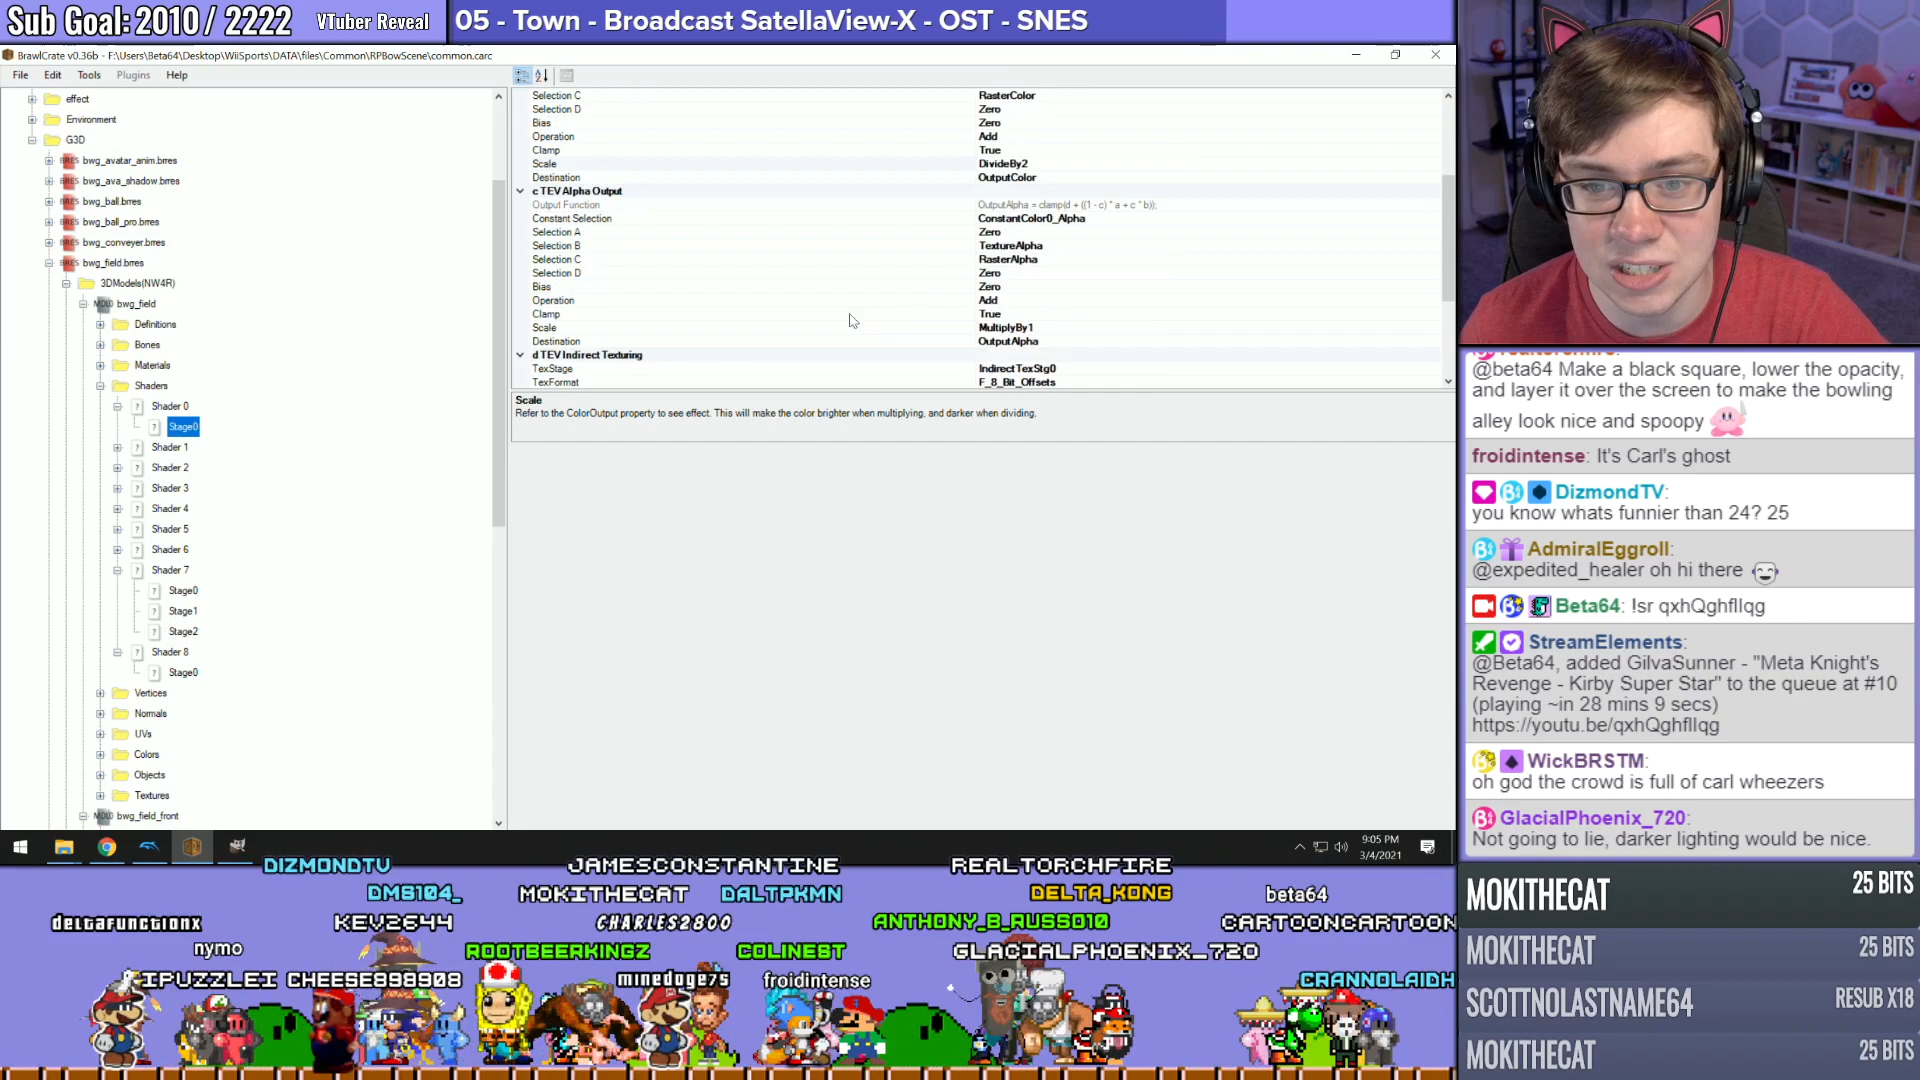 Sub Goal: 2010 / 2222
VTuber Reveal
05 - Town - Broadcast SatellaView-X - OST - SNES
BrawlCrate v0.36b - F:\Users\Beta64\Desktop\WiiSports\DATA\files\Common\RPBowScene\common.carc
File Edit Tools Plugins Help
effect
Environment
G3D
BRES bwg_avatar_anim.brres
BRES bwg_ava_shadow.brres
BRES bwg_ball.brres
BRES bwg_ball_pro.brres
BRES bwg_conveyer.brres
BRES bwg_field.brres
3DModels(NW4R)
MDL0 bwg_field
Definitions
Bones
Materials
Shaders
? Shader 0
? Stage0
? Shader 1
? Shader 2
? Shader 3
? Shader 4
? Shader 5
? Shader 6
? Shader 7
? Stage0
? Stage1
? Stage2
? Shader 8
? Stage0
Vertices
Normals
UVs
Colors
Objects
Textures
MDL0 bwg_field_front
Selection C RasterColor
Selection D Zero
Bias Zero
Operation Add
Clamp True
Scale DivideBy2
Destination OutputColor
c TEV Alpha Output
Output Function OutputAlpha = clamp(d + ((1 - c) * a + c * b));
Constant Selection ConstantColor0_Alpha
Selection A Zero
Selection B TextureAlpha
Selection C RasterAlpha
Selection D Zero
Bias Zero
Operation Add
Clamp True
Scale MultiplyBy1
Destination OutputAlpha
d TEV Indirect Texturing
TexStage IndirectTexStg0
TexFormat F_8_Bit_Offsets
Scale
Refer to the ColorOutput property to see effect. This will make the color brighter when multiplying, and darker when dividing.
9:05 PM
3/4/2021
@beta64 Make a black square, lower the opacity,
and layer it over the screen to make the bowling
alley look nice and spoopy
froidintense: It's Carl's ghost
DizmondTV:
you know whats funnier than 24? 25
AdmiralEggroll:
@expedited_healer oh hi there
Beta64: !sr qxhQghfllqg
StreamElements:
@Beta64, added GilvaSunner - "Meta Knight's
Revenge - Kirby Super Star" to the queue at #10
(playing ~in 28 mins 9 secs)
https://youtu.be/qxhQghfllqg
WickBRSTM:
oh god the crowd is full of carl wheezers
GlacialPhoenix_720:
Not going to lie, darker lighting would be nice.
MOKITHECAT 25 BITS
MOKITHECAT 25 BITS
SCOTTNOLASTNAME64 RESUB X18
MOKITHECAT 25 BITS
DIZMONDTV JAMESCONSTANTINE REALTORCHFIRE
DMS104_ MOKITHECAT DALTPKMN DELTA_KONG beta64
deltafunctionx KEV2644 CHARLES2800 ANTHONY_B_RUSSO10 CARTOONCARTOON
nymo ROOTBEERKINGZ COLINEST GLACIALPHOENIX_720
IPUZZLEI CHEESE898908 minedoge75 froidintense CRANNOLAIDH